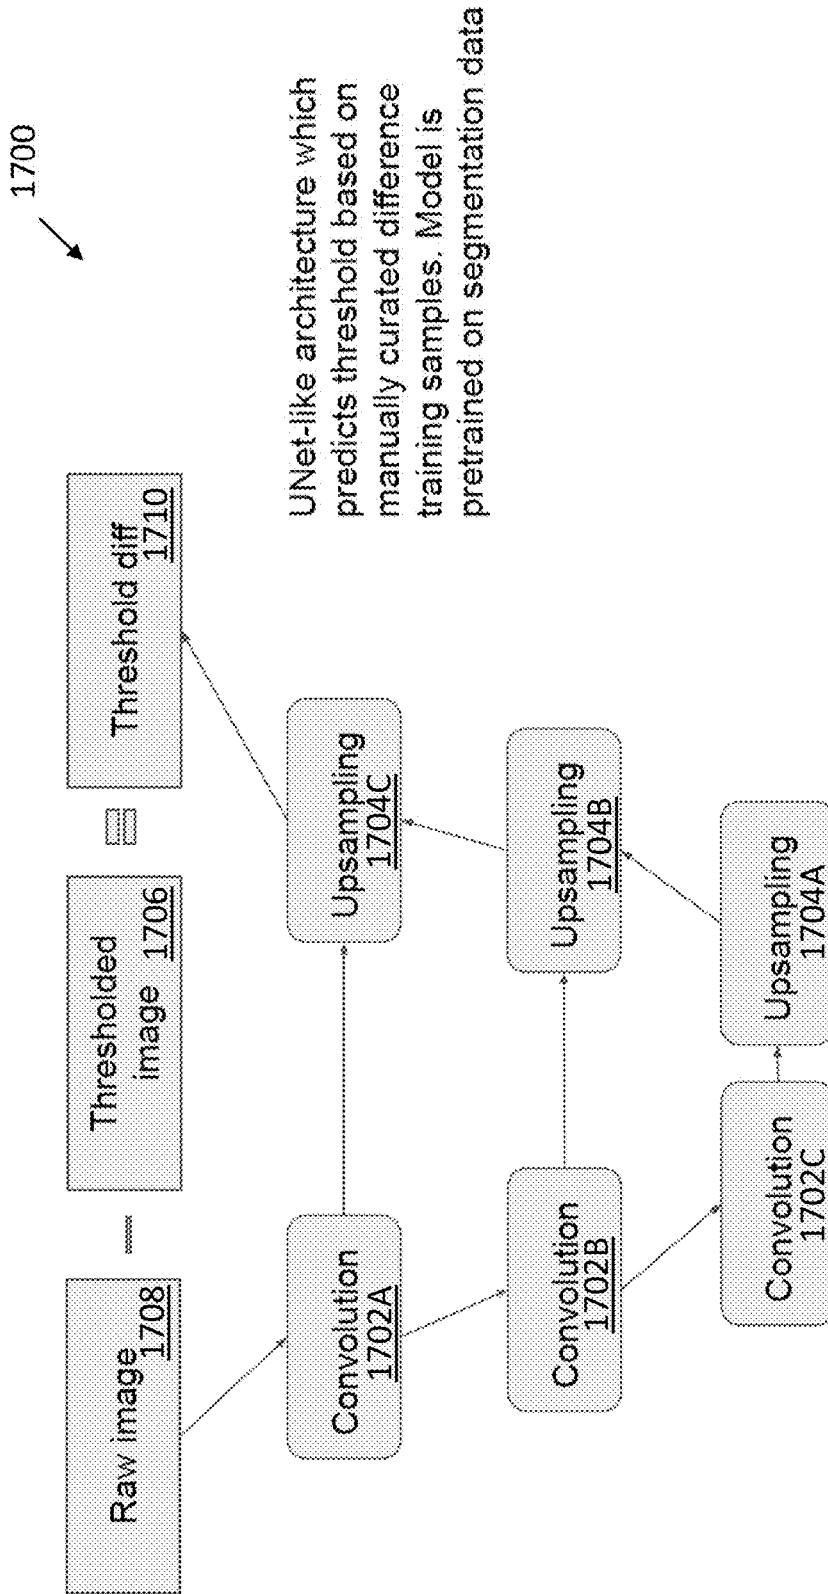 1700
Raw image
1708
Thresholded
image 1706
Threshold diff
1710
Convolution
1702A
Upsampling
1704C
Convolution
1702B
Upsampling
1704B
Convolution
1702C
Upsampling
1704A
UNet-like architecture which
predicts threshold based on
manually curated difference
training samples. Model is
pretrained on segmentation data